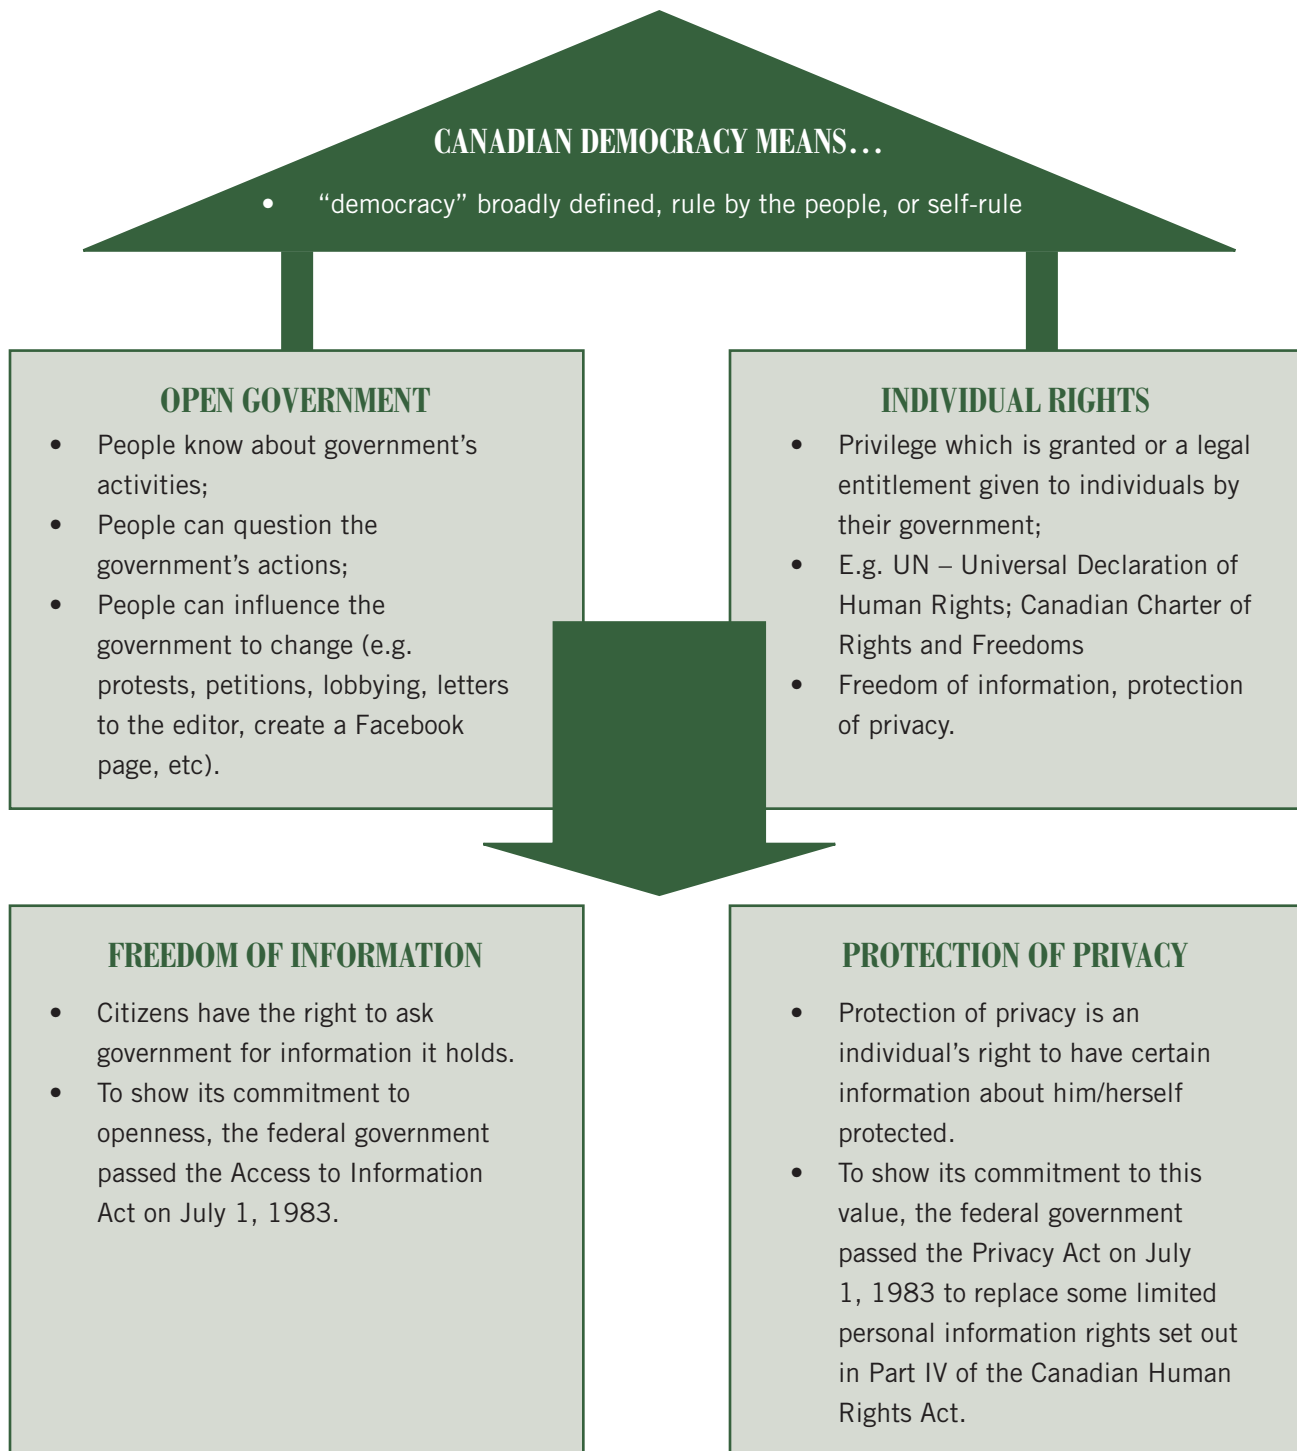 CANADIAN DEMOCRACY MEANS...
• “democracy” broadly defined, rule by the people, or self-rule
OPEN GOVERNMENT
• People know about government’s
activities;
• People can question the
government’s actions;
• People can influence the
government to change (e.g.
protests, petitions, lobbying, letters
to the editor, create a Facebook
page, etc).
INDIVIDUAL RIGHTS
• Privilege which is granted or a legal
entitlement given to individuals by
their government;
• E.g. UN – Universal Declaration of
Human Rights; Canadian Charter of
Rights and Freedoms
• Freedom of information, protection
of privacy.
FREEDOM OF INFORMATION
• Citizens have the right to ask
government for information it holds.
• To show its commitment to
openness, the federal government
passed the Access to Information
Act on July 1, 1983.
PROTECTION OF PRIVACY
• Protection of privacy is an
individual’s right to have certain
information about him/herself
protected.
• To show its commitment to this
value, the federal government
passed the Privacy Act on July
1, 1983 to replace some limited
personal information rights set out
in Part IV of the Canadian Human
Rights Act.